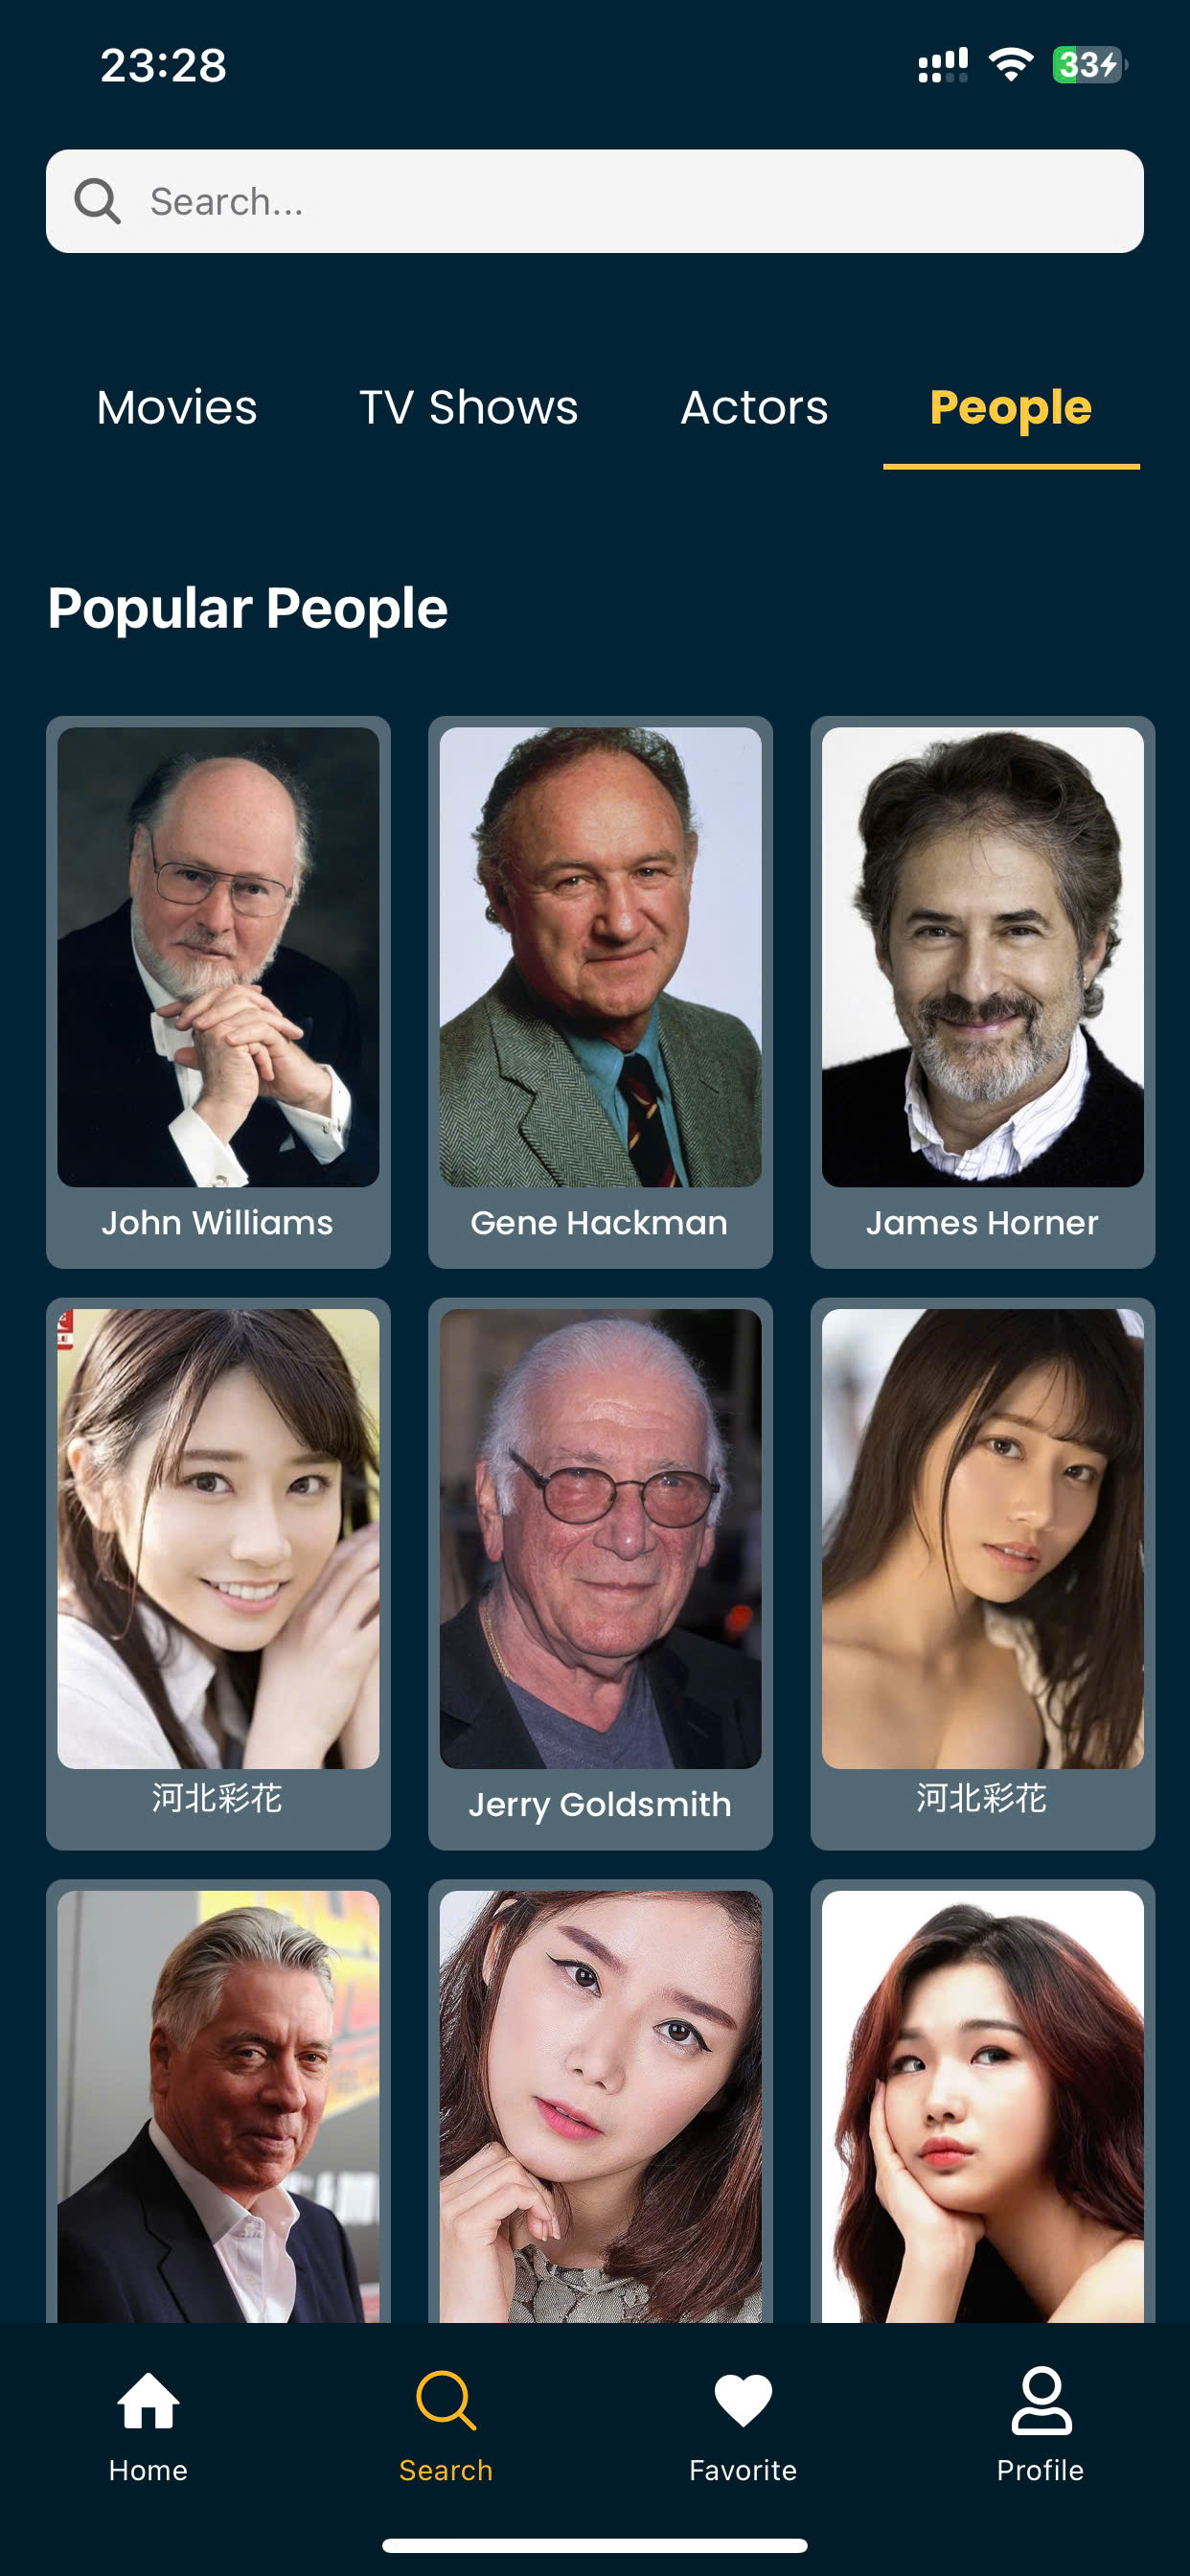 23:28
33
Search...
Movies TV Shows Actors People
Popular People
John Williams Gene Hackman James Horner
河北彩花 Jerry Goldsmith 河北彩花
Home Search Favorite Profile